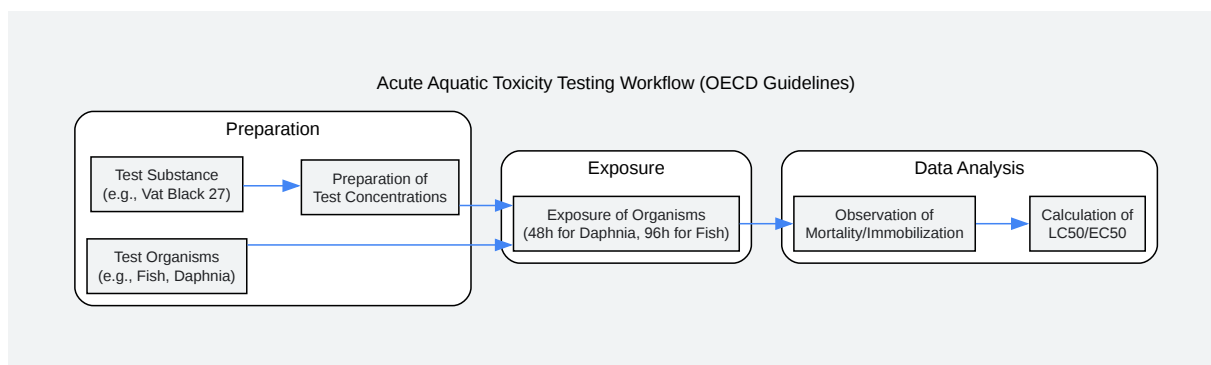 Acute Aquatic Toxicity Testing Workflow (OECD Guidelines)
Preparation
Test Substance
(e.g., Vat Black 27)
Preparation of
Test Concentrations
Test Organisms
(e.g., Fish, Daphnia)
Exposure
Exposure of Organisms
(48h for Daphnia, 96h for Fish)
Data Analysis
Observation of
Mortality/Immobilization
Calculation of
LC50/EC50